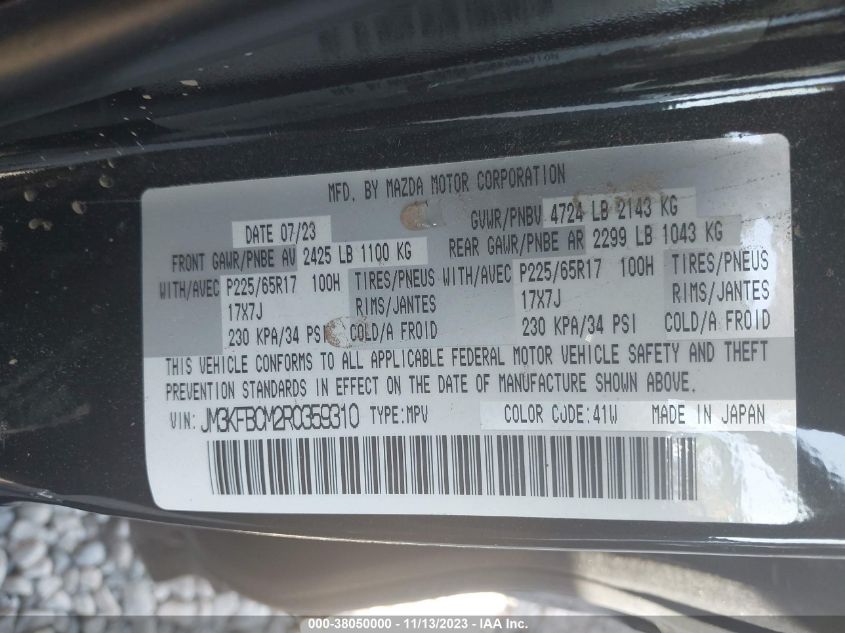 MFD. BY MAZDA MOTOR CORPORATION
DATE 07/23 GVWR/PNBV 4724 LB 2143 KG
FRONT GAWR/PNBE AV 2425 LB 1100 KG REAR GAWR/PNBE AR 2299 LB 1043 KG
WITH/AVEC P225/65R17 100H TIRES/PNEUS WITH/AVEC P225/65R17 100H TIRES/PNEUS
17X7J RIMS/JANTES 17X7J RIMS/JANTES
230 KPA/34 PSI COLD/A FROID 230 KPA/34 PSI COLD/A FROID
THIS VEHICLE CONFORMS TO ALL APPLICABLE FEDERAL MOTOR VEHICLE SAFETY AND THEFT
PREVENTION STANDARDS IN EFFECT ON THE DATE OF MANUFACTURE SHOWN ABOVE.
VIN: JM3KFBCM2R0359310 TYPE:MPV COLOR CODE:41W MADE IN JAPAN
000-38050000 - 11/13/2023 - IAAI.COM